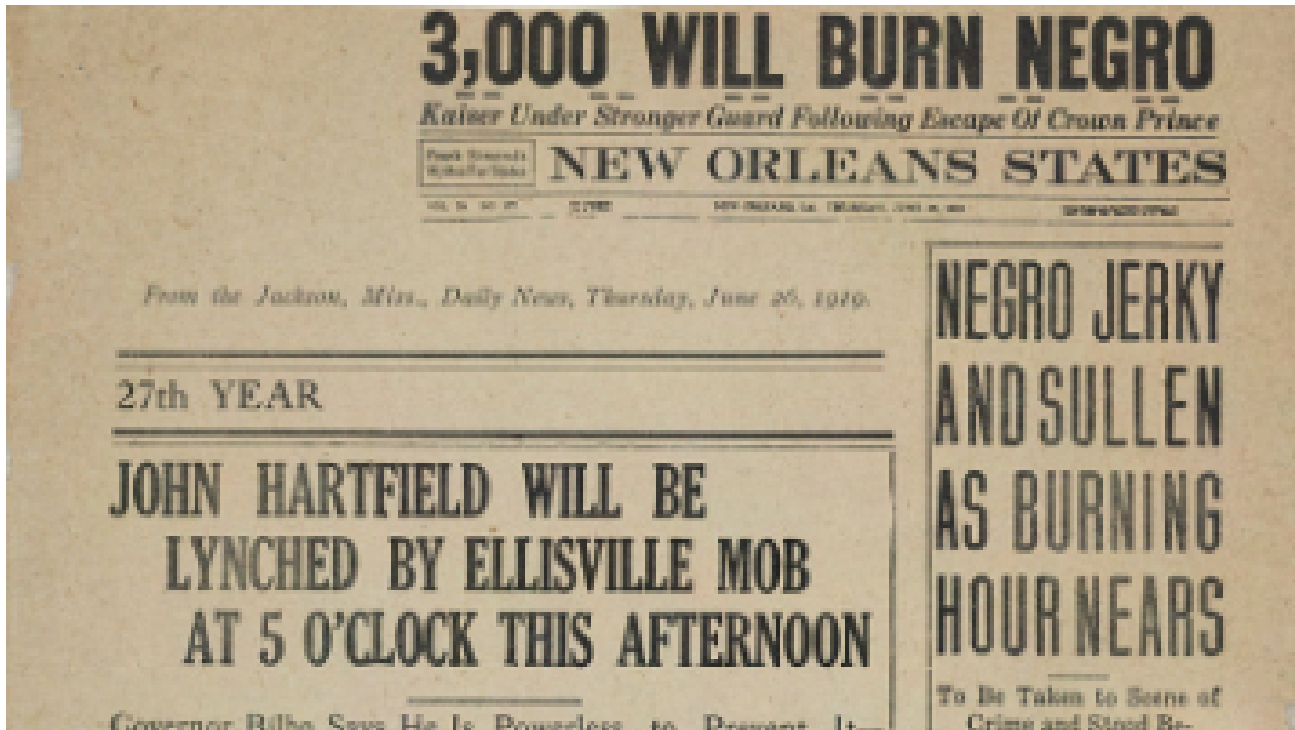 3,000 WILL BURN NEGRO
Kaiser Under Stronger Guard Following Escape Of Crown Prince
NEW ORLEANS STATES
From the Jackson, Miss., Daily News, Thursday, June 26, 1919.
27th YEAR
JOHN HARTFIELD WILL BE
LYNCHED BY ELLISVILLE MOB
AT 5 O'CLOCK THIS AFTERNOON
Governor Bilbo Says He Is Powerless to Prevent It—
NEGRO JERKY
AND SULLEN
AS BURNING
HOUR NEARS
To Be Taken to Scene of
Crime and Stood Be-